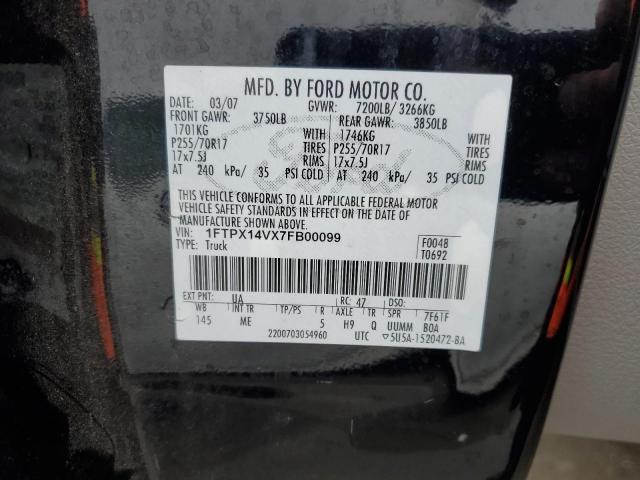 MFD. BY FORD MOTOR CO.
DATE: 03/07 GVWR: 7200LB/ 3266KG
FRONT GAWR: 3750LB REAR GAWR: 3850LB
1701KG WITH 1746KG WITH
P255/70R17 TIRES P255/70R17 TIRES
17x7.5J RIMS 17x7.5J RIMS
AT 240 kPa/ 35 PSI COLD AT 240 kPa/ 35 PSI COLD
THIS VEHICLE CONFORMS TO ALL APPLICABLE FEDERAL MOTOR
VEHICLE SAFETY STANDARDS IN EFFECT ON THE DATE OF
MANUFACTURE SHOWN ABOVE.
VIN: 1FTPX14VX7FB00099 F0048
TYPE: Truck T0692
EXT PNT: UA RC: 47 DSO:
WB INT TR TP/PS R AXLE TR SPR 7F61F
145 ME 5 H9 Q UUMM BOA
2200703054960 UTC ▽5U5A-1520472-BA
Ford